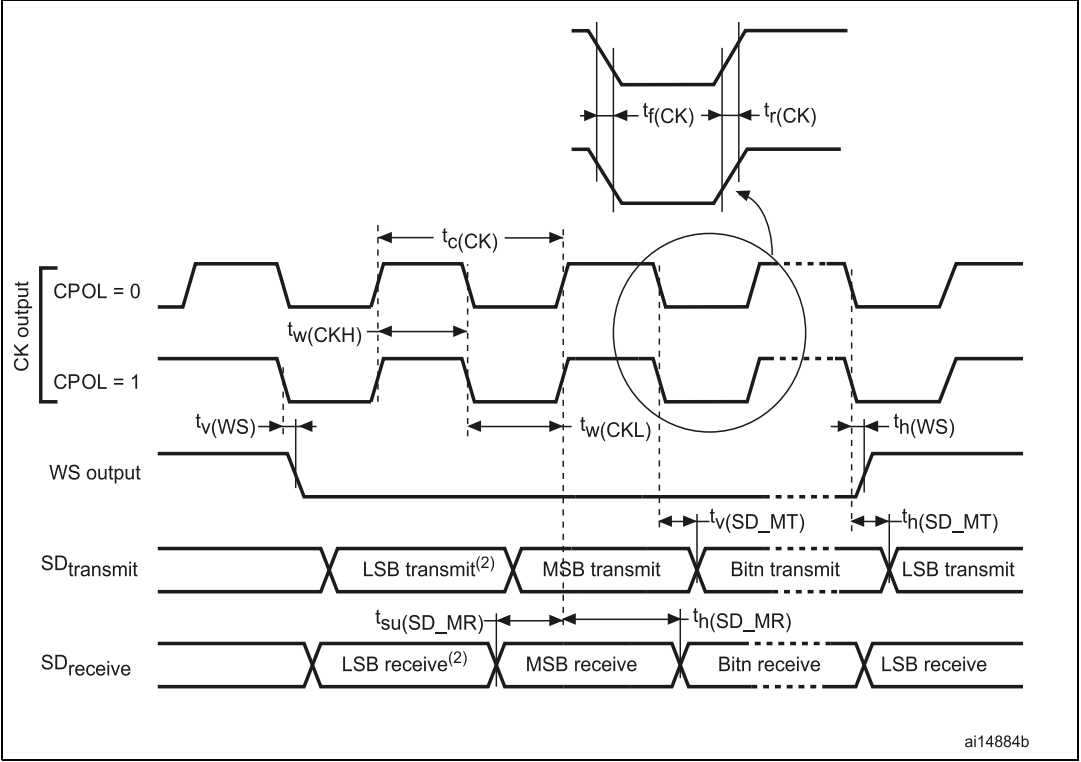 tf(CK)
tr(CK)
tc(CK)
CK output
CPOL = 0
tw(CKH)
CPOL = 1
tv(WS)
tw(CKL)
th(WS)
WS output
tv(SD_MT)
th(SD_MT)
SDtransmit
LSB transmit(2)
MSB transmit
Bitn transmit
LSB transmit
tsu(SD_MR)
th(SD_MR)
SDreceive
LSB receive(2)
MSB receive
Bitn receive
LSB receive
ai14884b